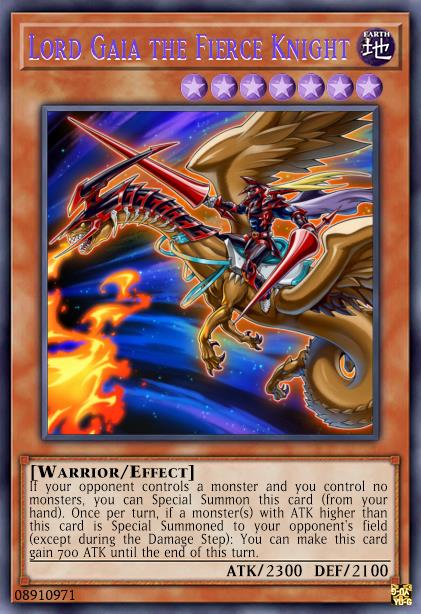 Lord Gaia the Fierce Knight
EARTH
地
[Warrior/Effect]
If your opponent controls a monster and you control no
monsters, you can Special Summon this card (from your
hand). Once per turn, if a monster(s) with ATK higher than
this card is Special Summoned to your opponent's field
(except during the Damage Step): You can make this card
gain 700 ATK until the end of this turn.
ATK/2300 DEF/2100
08910971